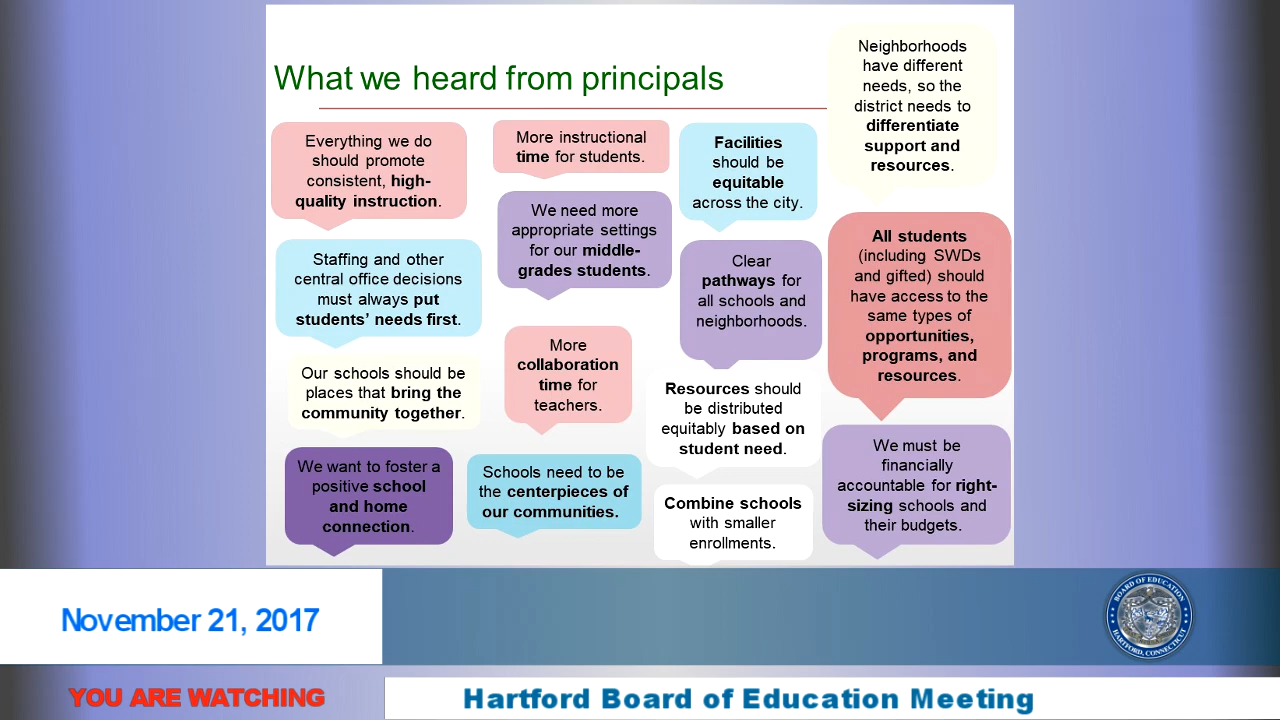 What we heard from principals
Everything we do
should promote
consistent, high-
quality instruction.
Staffing and other
central office decisions
must always put
students’ needs first.
Our schools should be
places that bring the
community together.
We want to foster a
positive school
and home
connection.
More instructional
time for students.
We need more
appropriate settings
for our middle-
grades students.
More
collaboration
time for
teachers.
Schools need to be
the centerpieces of
our communities.
Facilities
should be
equitable
across the city.
Clear
pathways for
all schools and
neighborhoods.
Resources should
be distributed
equitably based on
student need.
Combine schools
with smaller
enrollments.
Neighborhoods
have different
needs, so the
district needs to
differentiate
support and
resources.
All students
(including SWDs
and gifted) should
have access to the
same types of
opportunities,
programs, and
resources.
We must be
financially
accountable for right-
sizing schools and
their budgets.
November 21, 2017
BOARD OF EDUCATION
HARTFORD, CONNECTICUT
YOU ARE WATCHING
Hartford Board of Education Meeting